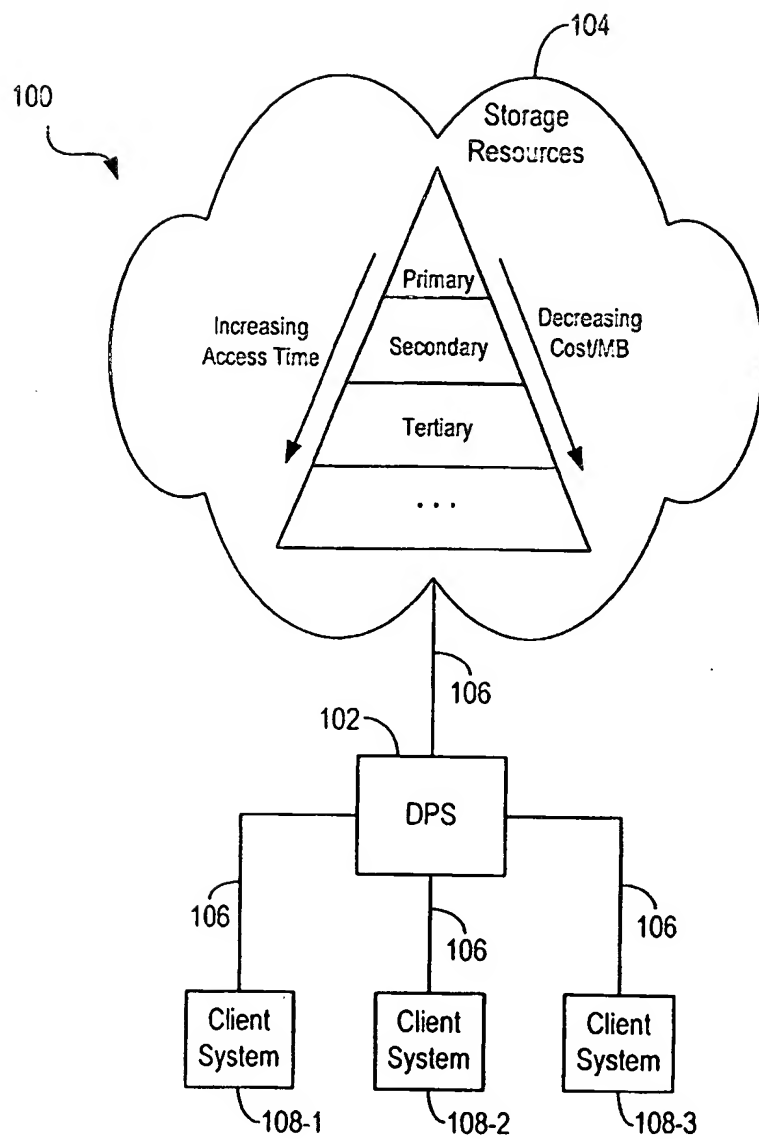 104
100
Storage
Resources
Primary
Increasing
Access Time
Decreasing
Cost/MB
Secondary
Tertiary
. . .
106
102
DPS
106
106
106
Client
System
Client
System
Client
System
108-1
108-2
108-3